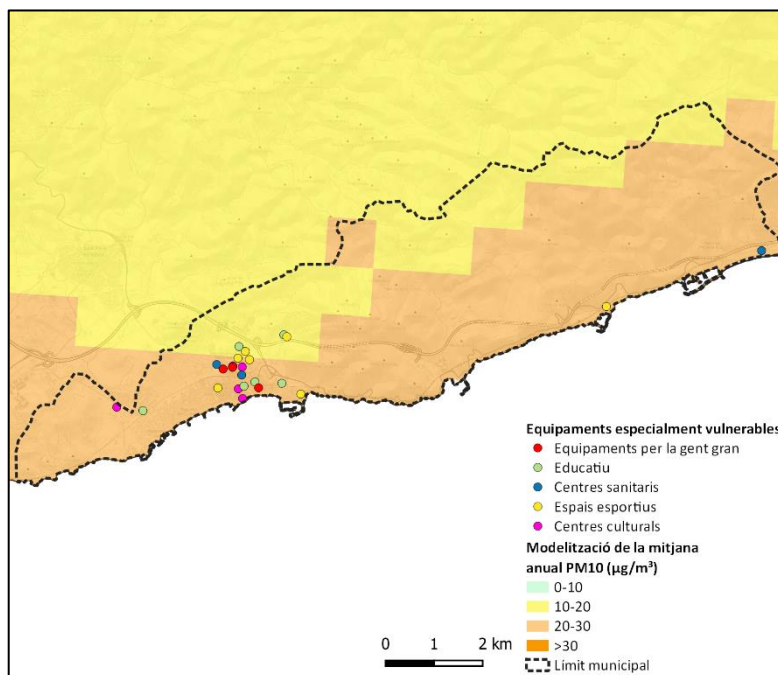 Equipaments especialment vulnerables
Equipaments per la gent gran
Educatiu
Centres sanitaris
Espais esportius
Centres culturals
Modelització de la mitjana
anual PM10 (µg/m³)
0-10
10-20
20-30
>30
Límit municipal
0 1 2 km